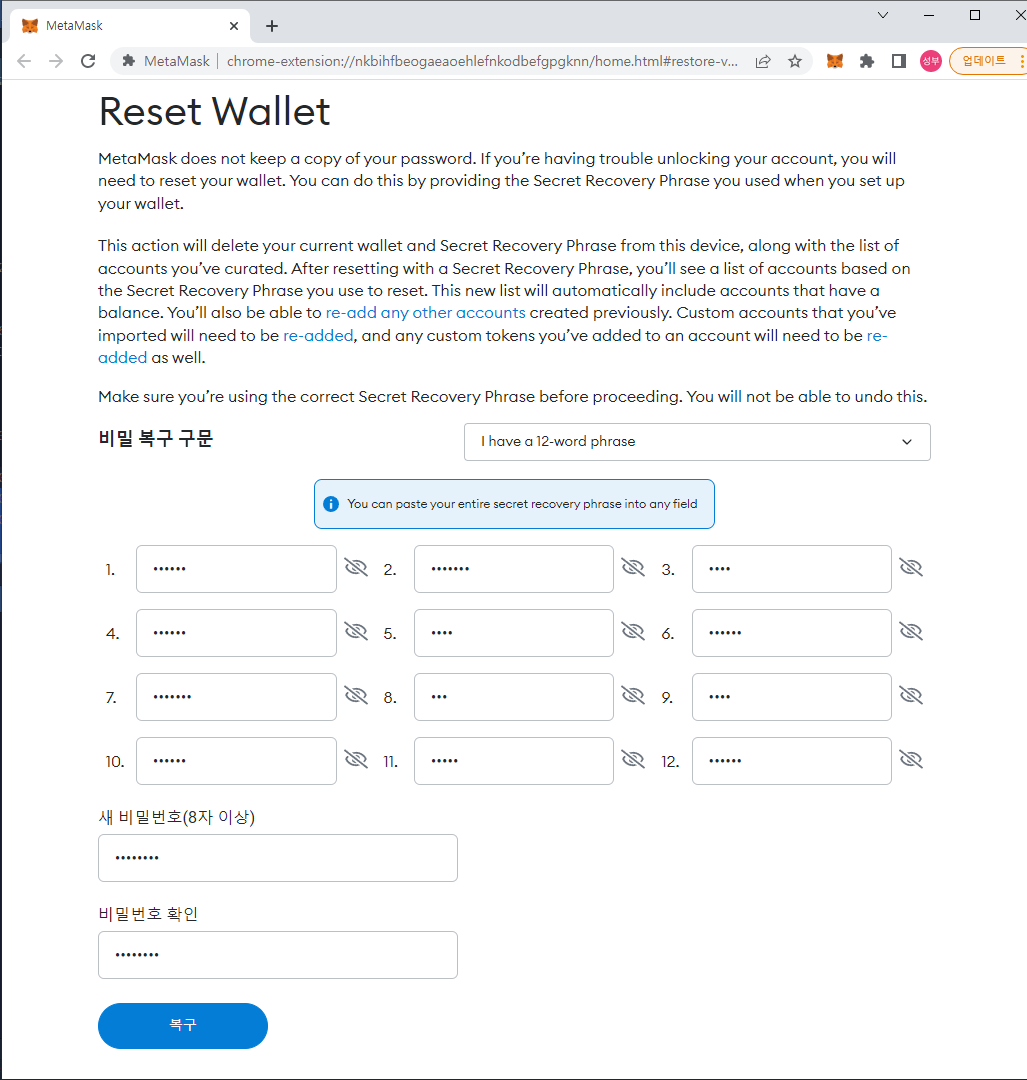 MetaMask
MetaMask | chrome-extension://nkbihfbeogaeaoehlefnkodbefgpgknn/home.html#restore-v...
성부
업데이트
Reset Wallet
MetaMask does not keep a copy of your password. If you’re having trouble unlocking your account, you will
need to reset your wallet. You can do this by providing the Secret Recovery Phrase you used when you set up
your wallet.
This action will delete your current wallet and Secret Recovery Phrase from this device, along with the list of
accounts you’ve curated. After resetting with a Secret Recovery Phrase, you’ll see a list of accounts based on
the Secret Recovery Phrase you use to reset. This new list will automatically include accounts that have a
balance. You’ll also be able to re-add any other accounts created previously. Custom accounts that you’ve
imported will need to be re-added, and any custom tokens you’ve added to an account will need to be re-
added as well.
Make sure you’re using the correct Secret Recovery Phrase before proceeding. You will not be able to undo this.
비밀 복구 구문
I have a 12-word phrase
You can paste your entire secret recovery phrase into any field
1. •••••• 2. ••••••• 3. ••••
4. •••••• 5. •••• 6. ••••••
7. ••••••• 8. ••• 9. ••••
10. •••••• 11. ••••• 12. ••••••
새 비밀번호(8자 이상)
••••••••
비밀번호 확인
••••••••
복구